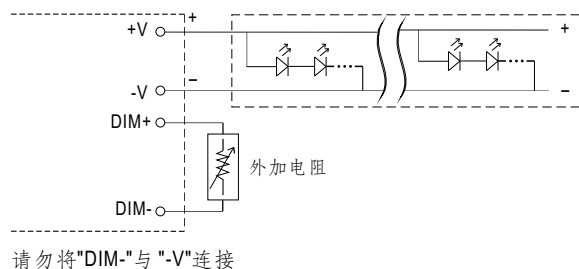 +V
+
-V
−
DIM+
DIM-
+
−
外加电阻
请勿将"DIM-"与 "-V"连接